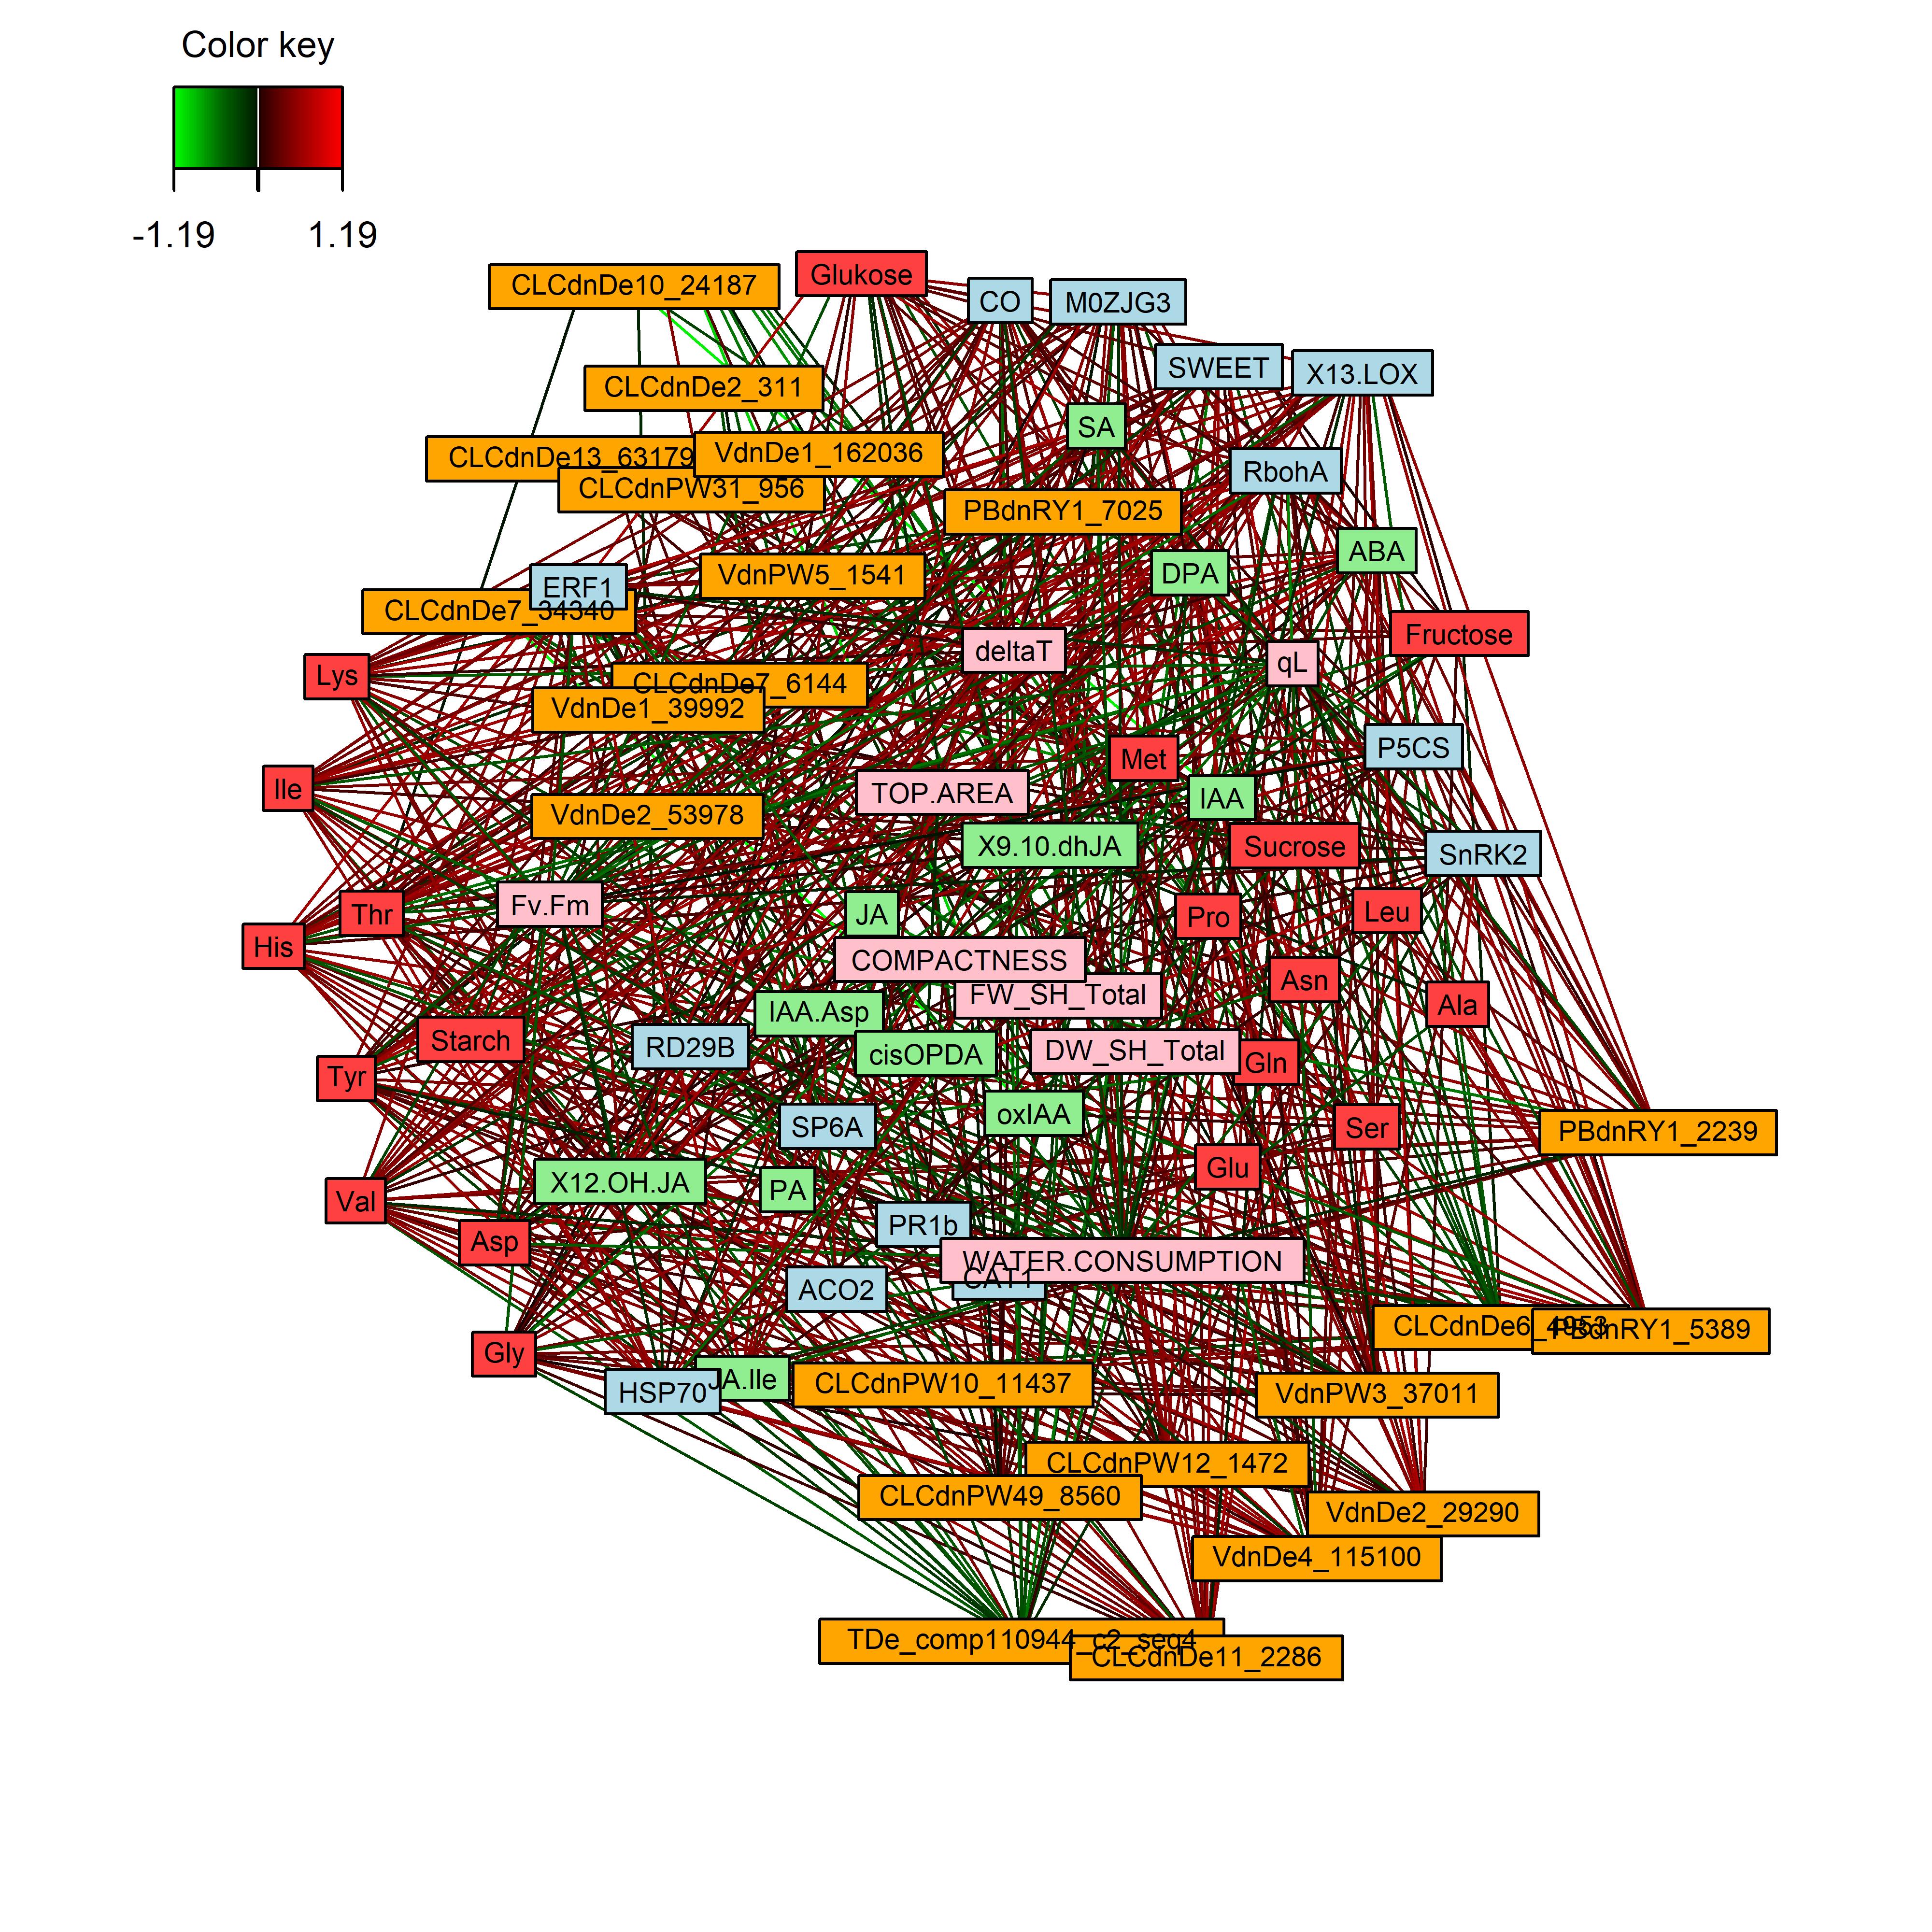 Color key
-1.19 1.19
Glukose
CLCdnDe10_24187
CO
M0ZJG3
SWEET
X13.LOX
CLCdnDe2_311
SA
VdnDe1_162036
CLCdnDe13_63179
RbohA
CLCdnPW31_956
PBdnRY1_7025
ABA
DPA
VdnPW5_1541
ERF1
CLCdnDe7_34340
Fructose
deltaT
qL
Lys
CLCdnDe7_6144
VdnDe1_39992
P5CS
Met
Ile
TOP.AREA
IAA
VdnDe2_53978
X9.10.dhJA
Sucrose
SnRK2
Fv.Fm
Thr
JA
Pro
Leu
His
COMPACTNESS
Asn
FW_SH_Total
Ala
IAA.Asp
Starch
RD29B
cisOPDA
DW_SH_Total
Gln
Tyr
oxIAA
SP6A
Ser
PBdnRY1_2239
Glu
X12.OH.JA
PA
Val
PR1b
Asp
WATER.CONSUMPTION
CAT1
ACO2
CLCdnDe6_4953
PBdnRY1_5389
Gly
JA.Ile
HSP70
CLCdnPW10_11437
VdnPW3_37011
CLCdnPW12_1472
CLCdnPW49_8560
VdnDe2_29290
VdnDe4_115100
TDe_comp110944_c2_seq4
CLCdnDe11_2286